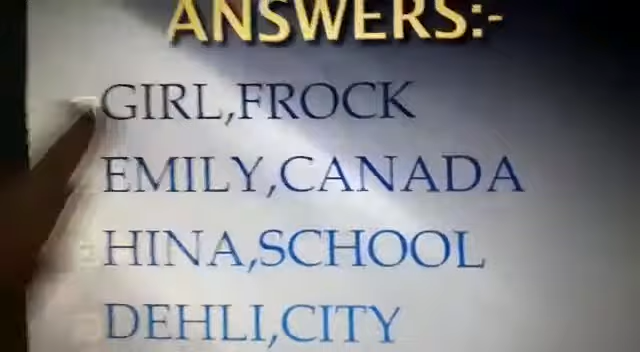 ANSWERS:-
GIRL,FROCK
EMILY,CANADA
HINA,SCHOOL
DEHLI,CITY